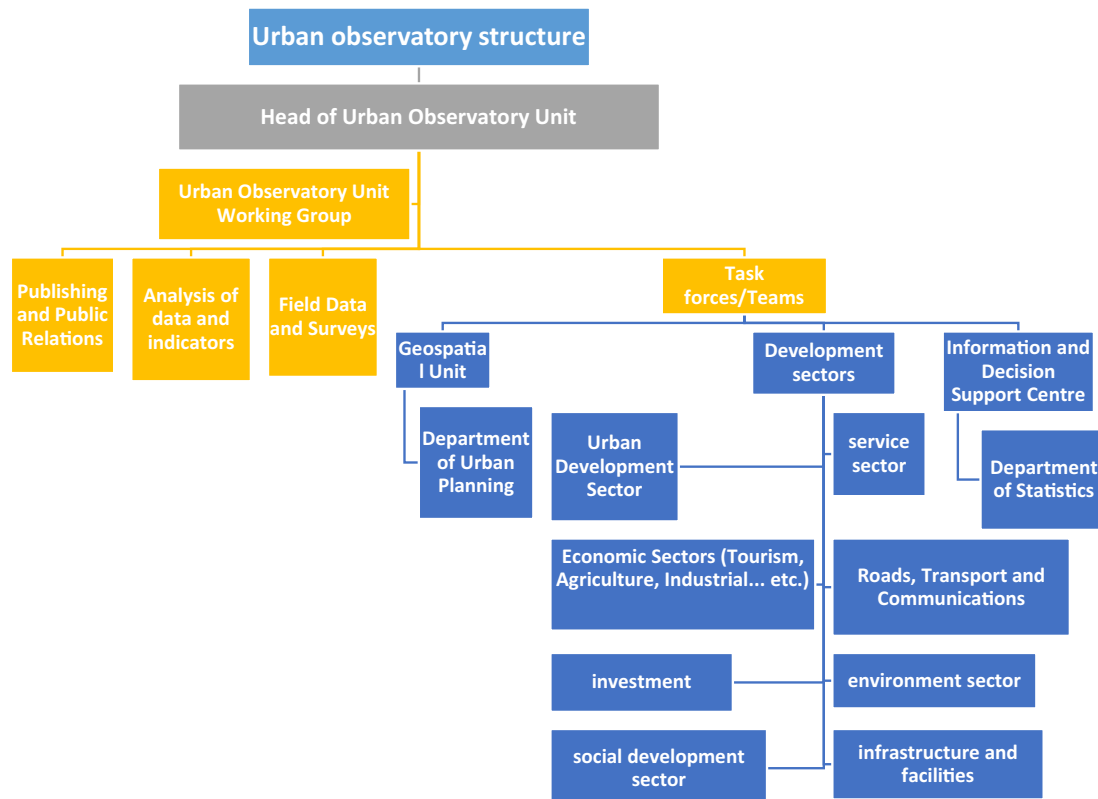 Urban observatory structure
Head of Urban Observatory Unit
Urban Observatory Unit
Working Group
Publishing
and Public
Relations
Analysis of
data and
indicators
Field Data
and Surveys
Task
forces/Teams
Geospatia
l Unit
Development
sectors
Information and
Decision
Support Centre
Department
of Urban
Planning
Urban
Development
Sector
service
sector
Department
of Statistics
Economic Sectors (Tourism,
Agriculture, Industrial... etc.)
Roads, Transport and
Communications
investment
environment sector
social development
sector
infrastructure and
facilities